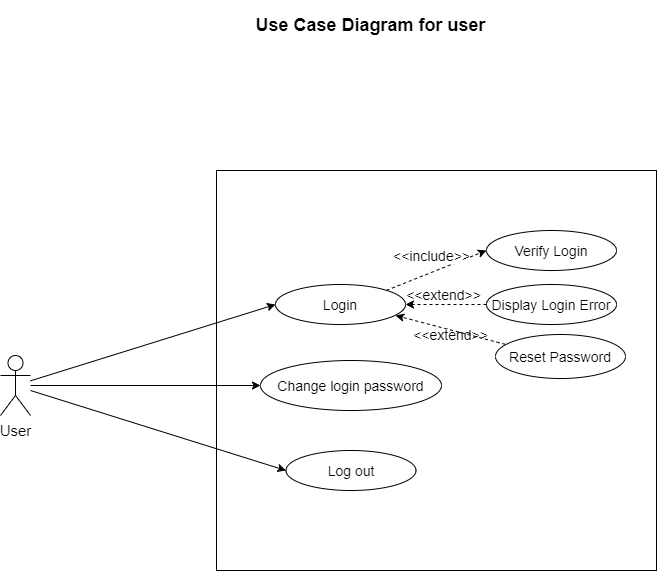 Use Case Diagram for user
<<include>>
Verify Login
Login
<<extend>>
Display Login Error
<<extend>>
Reset Password
Change login password
User
Log out